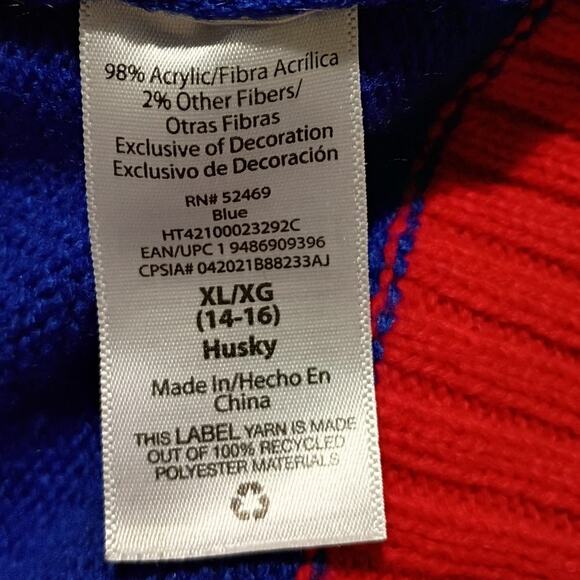 98% Acrylic/Fibra Acrílica
2% Other Fibers/
Otras Fibras
Exclusive of Decoration
Exclusivo de Decoración
RN# 52469
Blue
HT42100023292C
EAN/UPC 1 9486909396
CPSIA# 042021B88233AJ
XL/XG
(14-16)
Husky
Made In/Hecho En
China
THIS LABEL YARN IS MADE
OUT OF 100% RECYCLED
POLYESTER MATERIALS